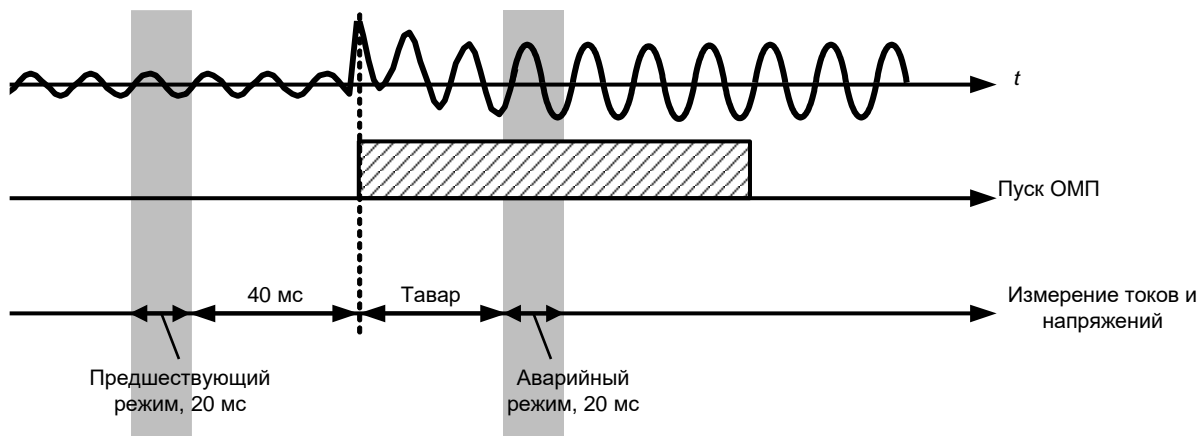 t
Пуск ОМП
40 мс
Тавар
Измерение токов и
напряжений
Предшествующий
режим, 20 мс
Аварийный
режим, 20 мс